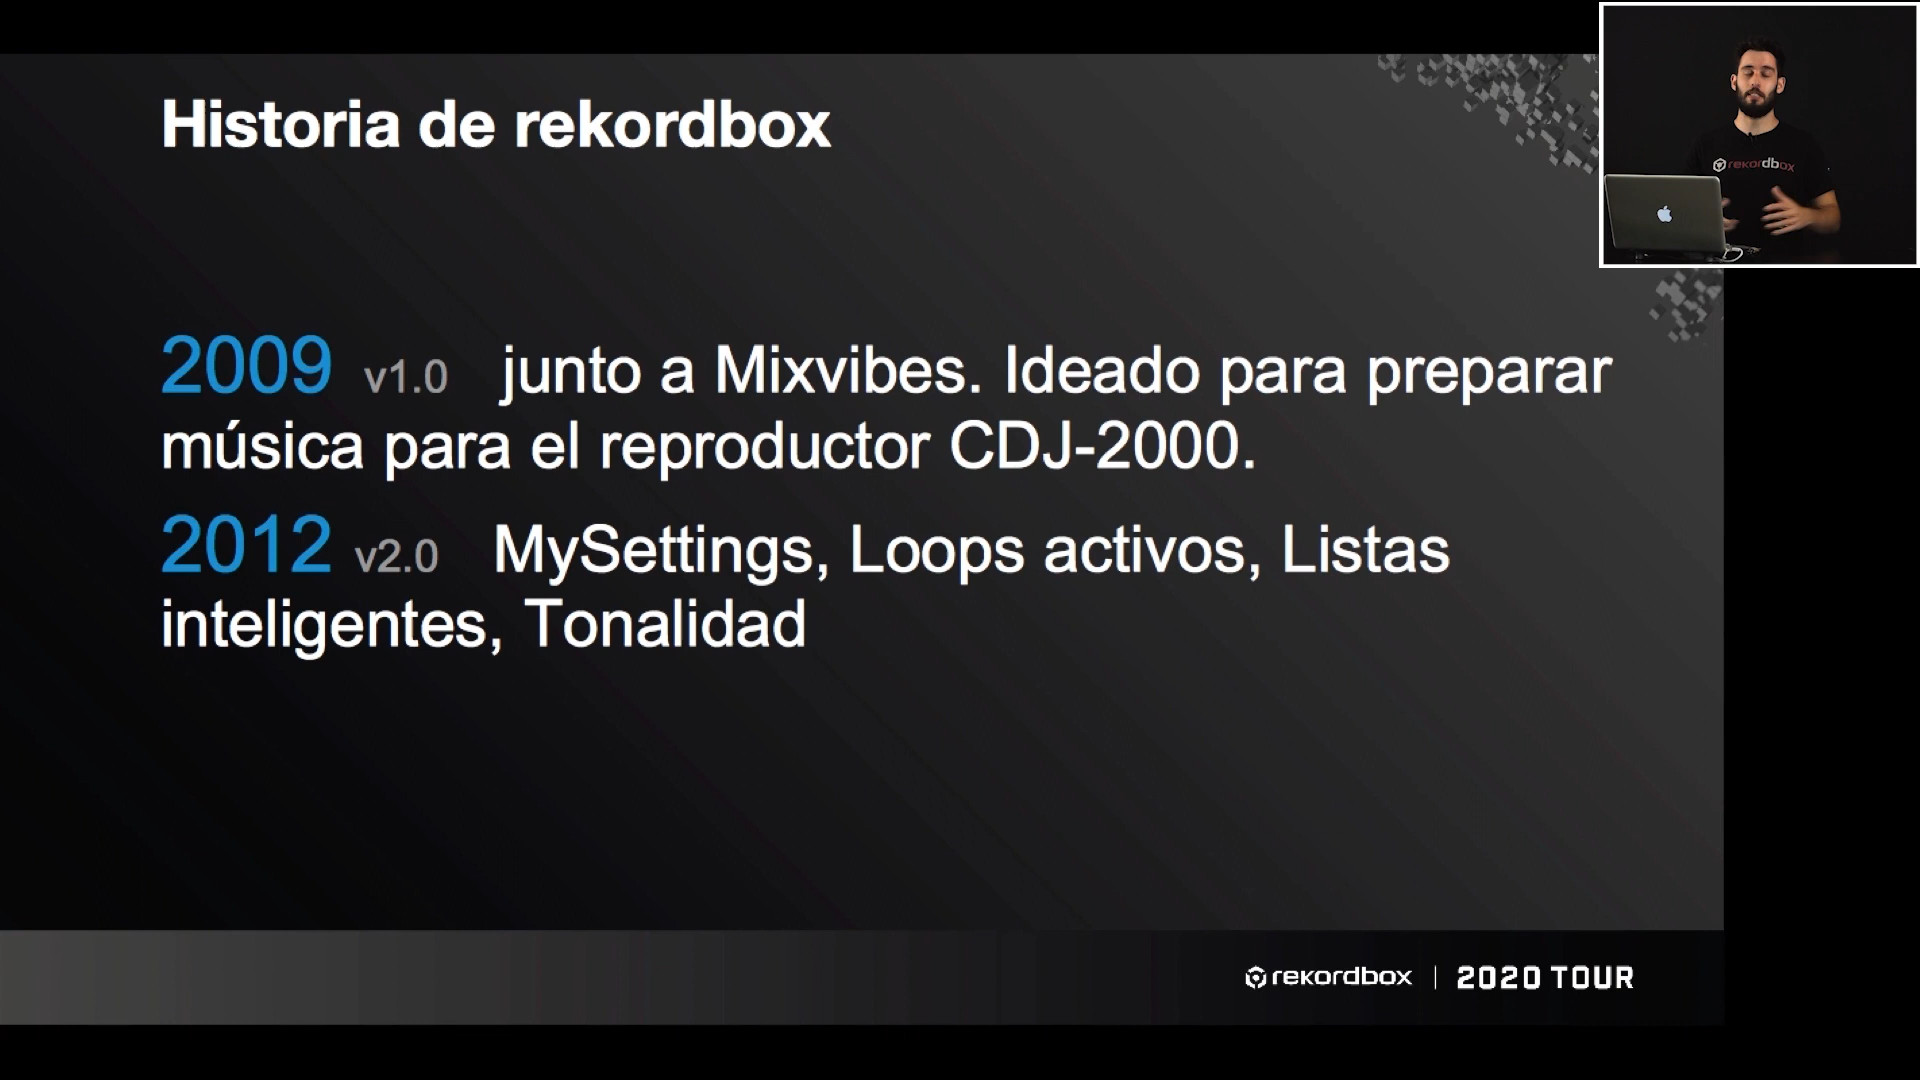 Historia de rekordbox
rekordbox
2009 v1.0 junto a Mixvibes. Ideado para preparar
música para el reproductor CDJ-2000.
2012 v2.0 MySettings, Loops activos, Listas
inteligentes, Tonalidad
rekordbox | 2020 TOUR